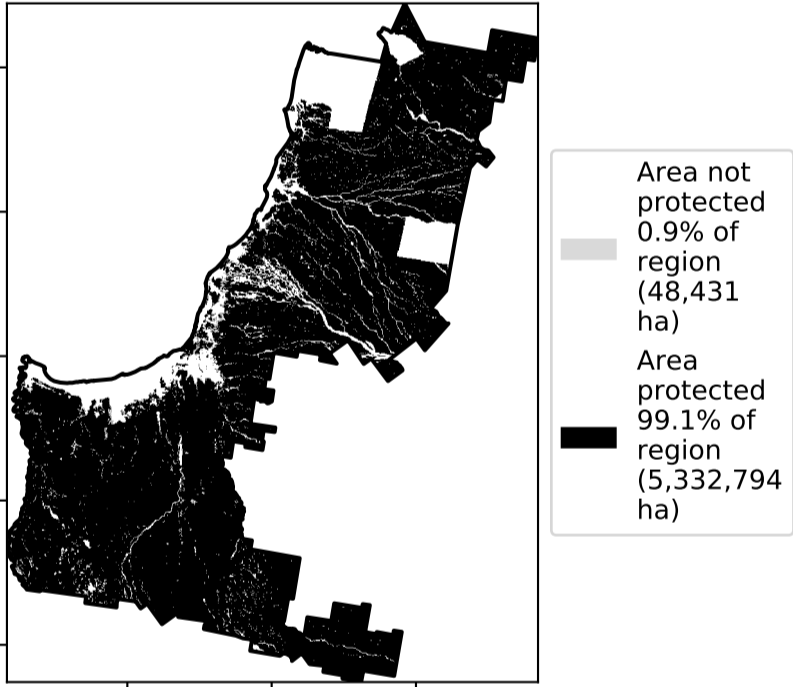 Area not
protected
0.9% of
region
(48,431
ha)
Area
protected
99.1% of
region
(5,332,794
ha)